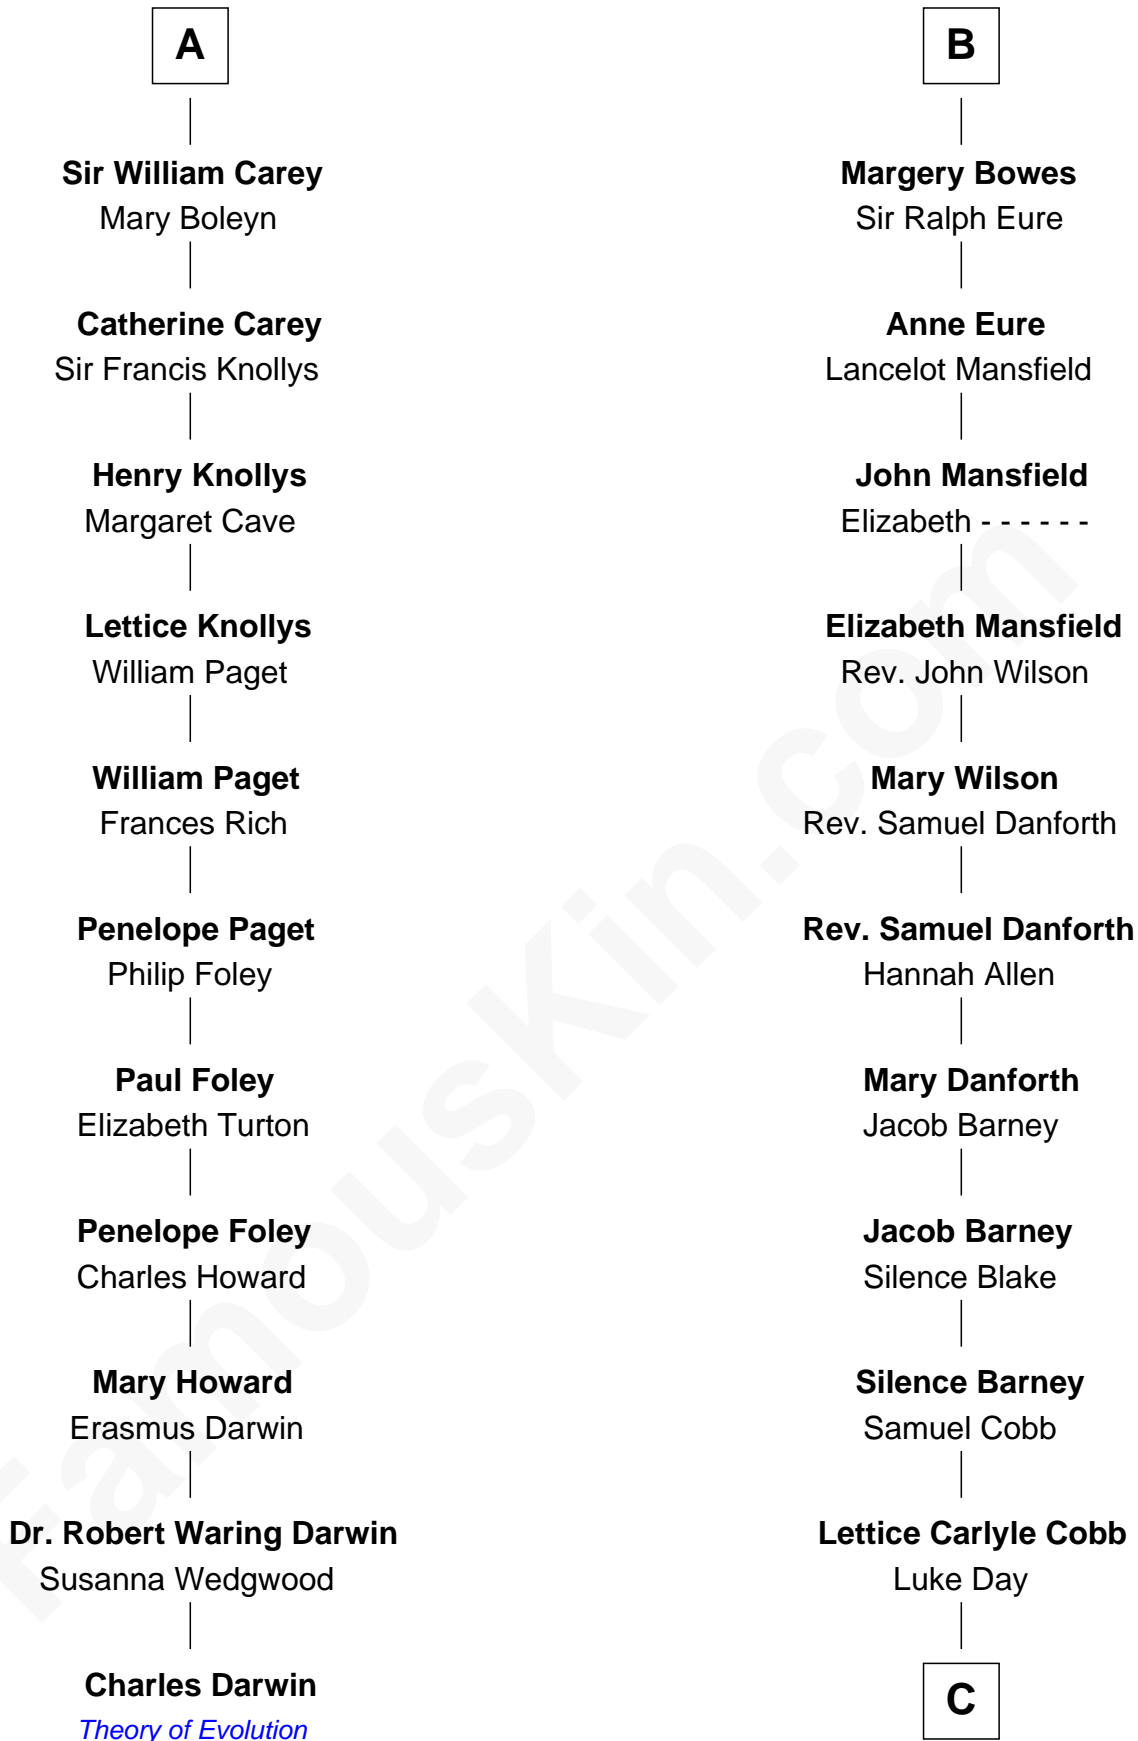 A
Sir William Carey
Mary Boleyn
Catherine Carey
Sir Francis Knollys
Henry Knollys
Margaret Cave
Lettice Knollys
William Paget
William Paget
Frances Rich
Penelope Paget
Philip Foley
Paul Foley
Elizabeth Turton
Penelope Foley
Charles Howard
Mary Howard
Erasmus Darwin
Dr. Robert Waring Darwin
Susanna Wedgwood
Charles Darwin
Theory of Evolution
B
Margery Bowes
Sir Ralph Eure
Anne Eure
Lancelot Mansfield
John Mansfield
Elizabeth - - - - - -
Elizabeth Mansfield
Rev. John Wilson
Mary Wilson
Rev. Samuel Danforth
Rev. Samuel Danforth
Hannah Allen
Mary Danforth
Jacob Barney
Jacob Barney
Silence Blake
Silence Barney
Samuel Cobb
Lettice Carlyle Cobb
Luke Day
C
FamousKin.com